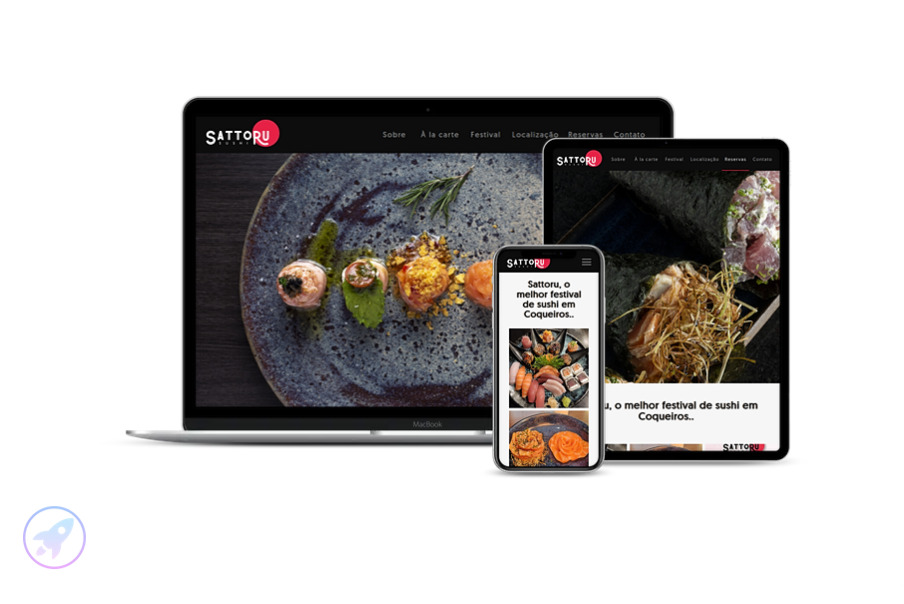 SATTORU
SUSHI
Sobre À la carte Festival Localização Reservas Contato
MacBook
SATTORU
Sobre À la carte Festival Localização Reservas Contato
u, o melhor festival de sushi em
Coqueiros..
SATTORU
SATTORU
Sattoru, o
melhor festival
de sushi em
Coqueiros..